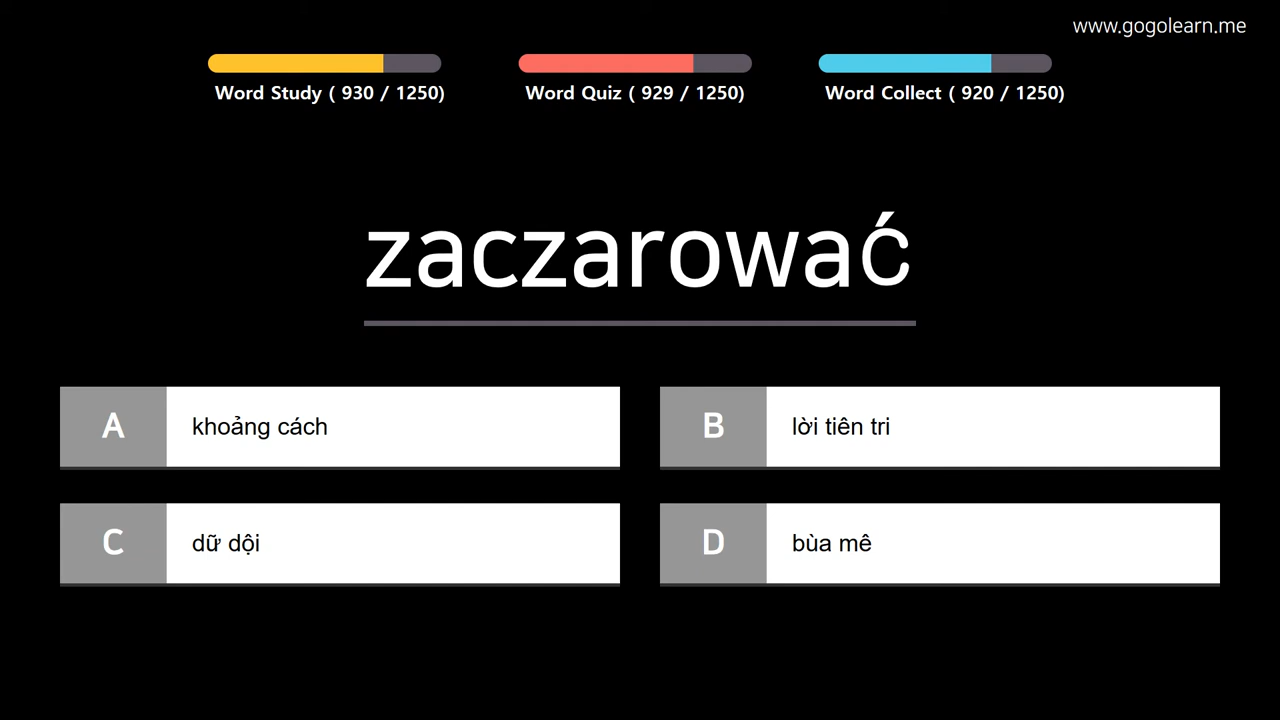 www.gogolearn.me
Word Study ( 930 / 1250)
Word Quiz ( 929 / 1250)
Word Collect ( 920 / 1250)
zaczarować
A khoảng cách
B lời tiên tri
C dữ dội
D bùa mê